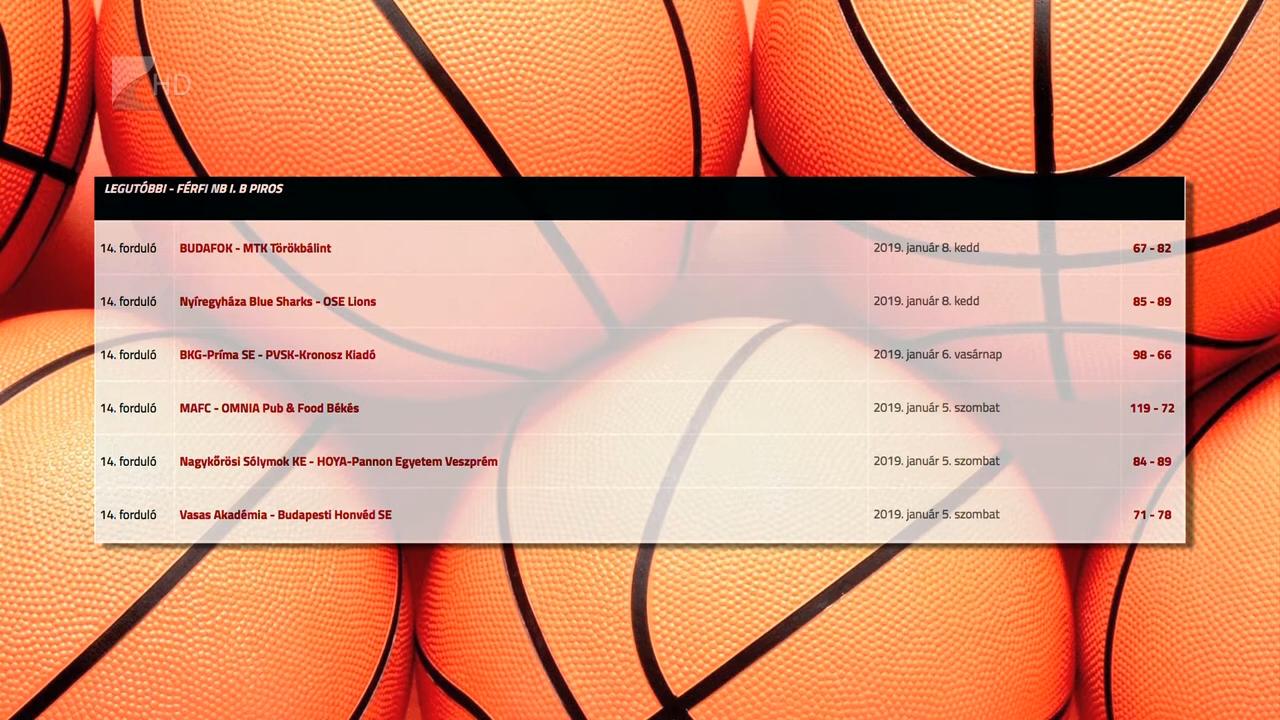 HD
LEGUTÓBBI - FÉRFI NB I. B PIROS
14. forduló BUDAFOK - MTK Törökbálint 2019. január 8. kedd 67 - 82
14. forduló Nyíregyháza Blue Sharks - OSE Lions 2019. január 8. kedd 85 - 89
14. forduló BKG-Príma SE - PVSK-Kronosz Kiadó 2019. január 6. vasárnap 98 - 66
14. forduló MAFC - OMNIA Pub & Food Békés 2019. január 5. szombat 119 - 72
14. forduló Nagykőrösi Sólymok KE - HOYA-Pannon Egyetem Veszprém 2019. január 5. szombat 84 - 89
14. forduló Vasas Akadémia - Budapesti Honvéd SE 2019. január 5. szombat 71 - 78